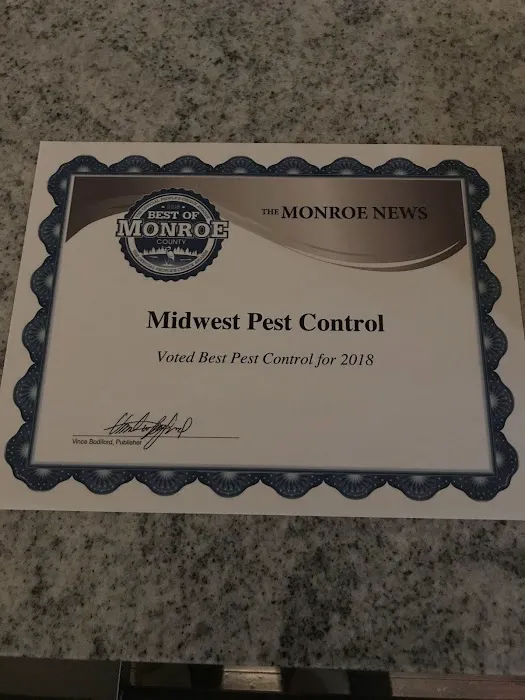 2018
BEST OF
MONROE
COUNTY
THE MONROE NEWS
Midwest Pest Control
Voted Best Pest Control for 2018
Vince Bodiford, Publisher